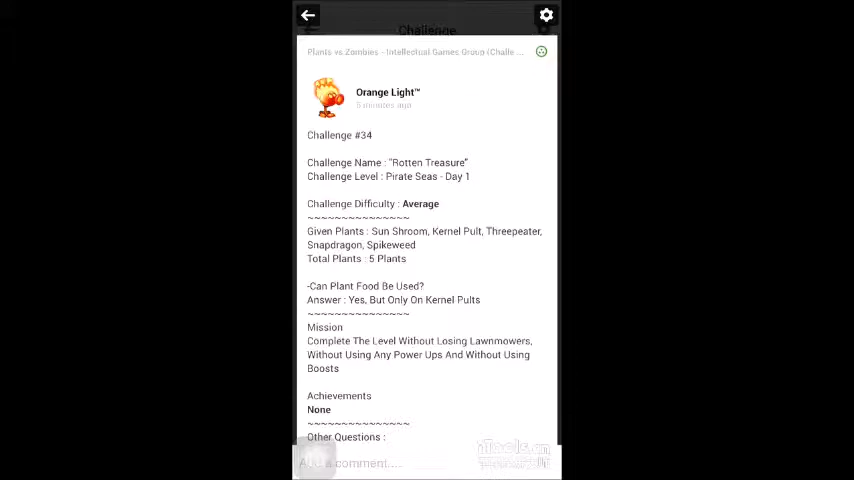 Challenge
Plants vs Zombies - Intellectual Games Group (Challe ...
Orange Light™
5 minutes ago
Challenge #34
Challenge Name : "Rotten Treasure"
Challenge Level : Pirate Seas - Day 1
Challenge Difficulty : Average
~~~~~~~~~~~~~~~
Given Plants : Sun Shroom, Kernel Pult, Threepeater,
Snapdragon, Spikeweed
Total Plants : 5 Plants
-Can Plant Food Be Used?
Answer : Yes, But Only On Kernel Pults
~~~~~~~~~~~~~~~
Mission
Complete The Level Without Losing Lawnmowers,
Without Using Any Power Ups And Without Using
Boosts
Achievements
None
~~~~~~~~~~~~~~~
Other Questions :
Add a comment....